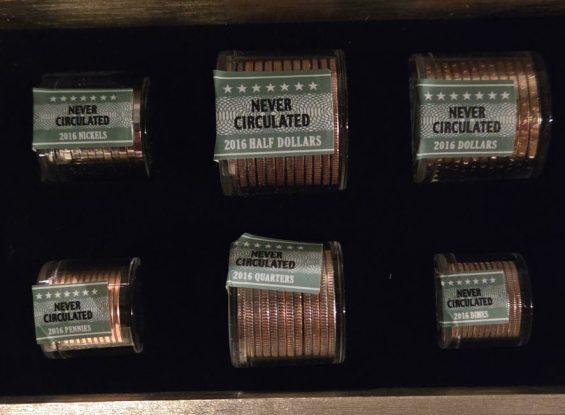 NEVER
CIRCULATED
2016 NICKELS
NEVER
CIRCULATED
2016 HALF DOLLARS
NEVER
CIRCULATED
2016 DOLLARS
NEVER
CIRCULATED
2016 PENNIES
NEVER
CIRCULATED
2016 QUARTERS
NEVER
CIRCULATED
2016 DIMES